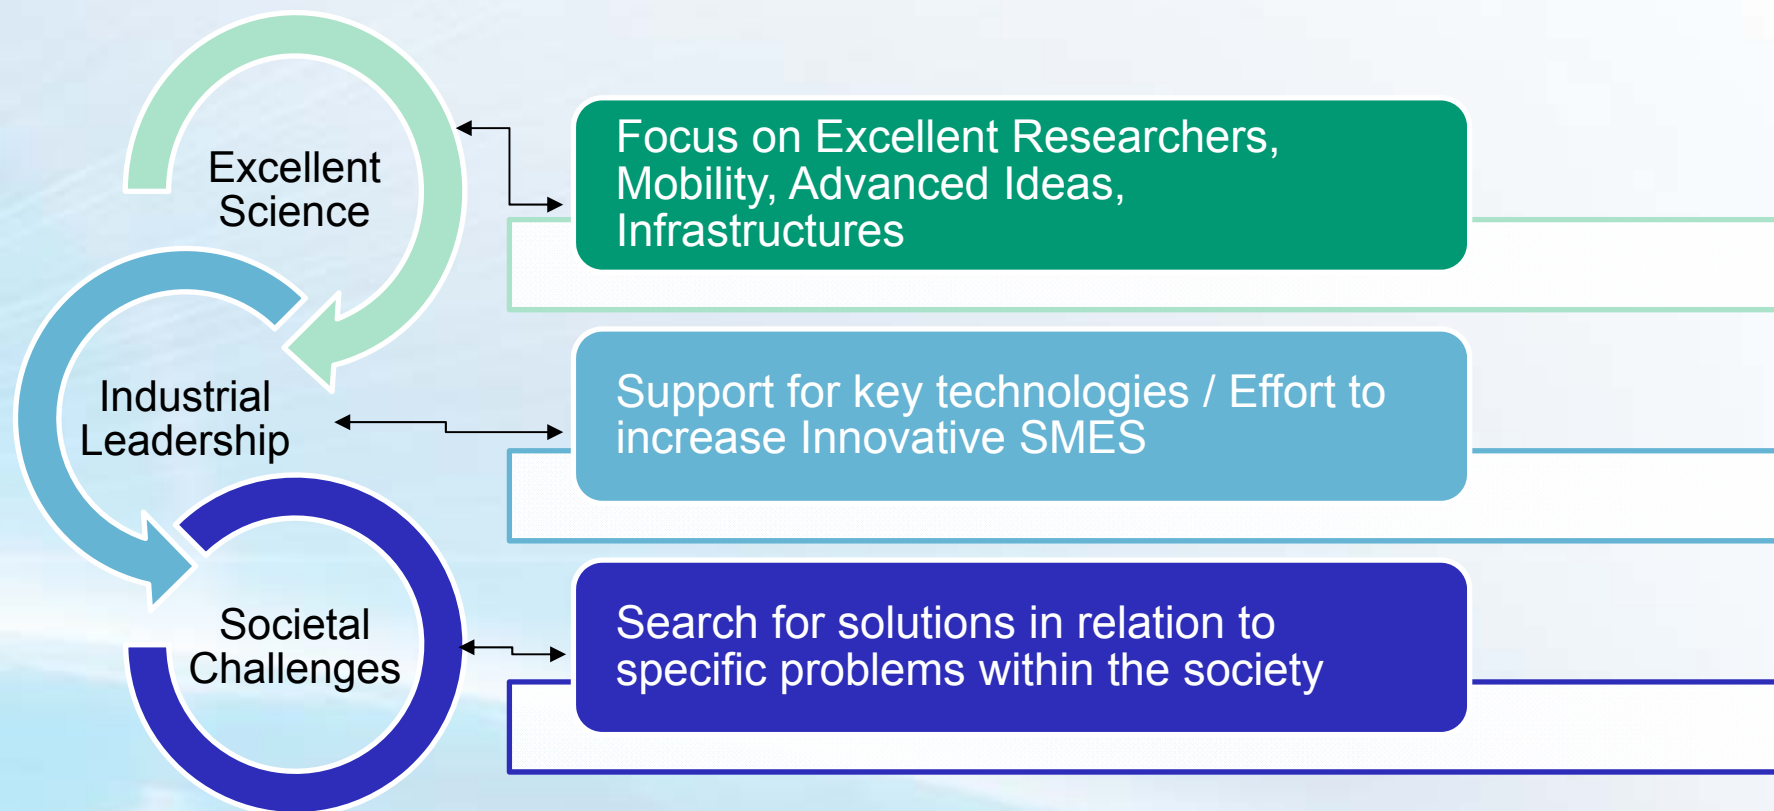 Excellent
Science
Focus on Excellent Researchers,
Mobility, Advanced Ideas,
Infrastructures
Industrial
Leadership
Support for key technologies / Effort to
increase Innovative SMES
Societal
Challenges
Search for solutions in relation to
specific problems within the society